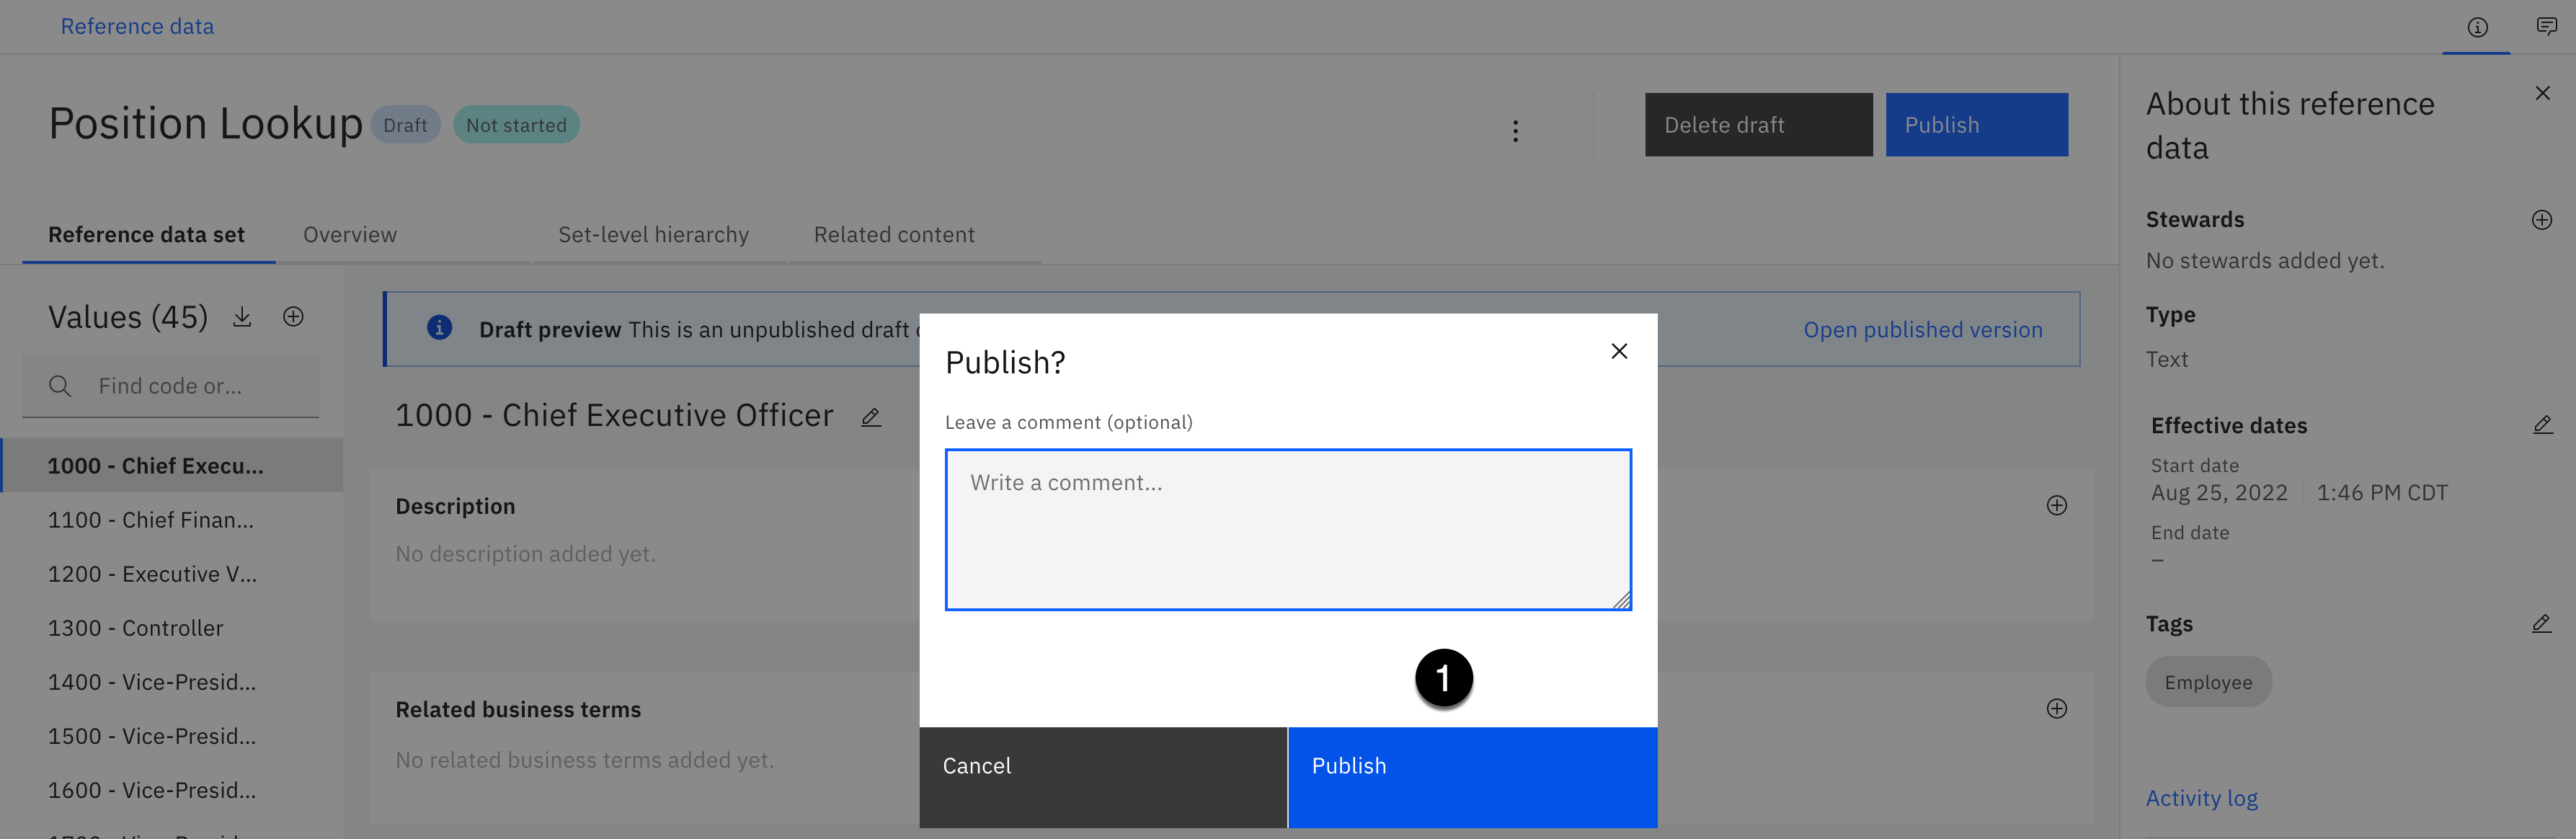 Reference data
Position Lookup Draft Not started
Delete draft Publish
Reference data set Overview Set-level hierarchy Related content
Values (45)
Find code or...
1000 - Chief Execu...
1100 - Chief Finan...
1200 - Executive V...
1300 - Controller
1400 - Vice-Presid...
1500 - Vice-Presid...
1600 - Vice-Presid...
Draft preview This is an unpublished draft
Open published version
1000 - Chief Executive Officer
Description
No description added yet.
Related business terms
No related business terms added yet.
Publish?
Leave a comment (optional)
Write a comment...
1
Cancel Publish
About this reference
data
Stewards
No stewards added yet.
Type
Text
Effective dates
Start date
Aug 25, 2022 1:46 PM CDT
End date
–
Tags
Employee
Activity log